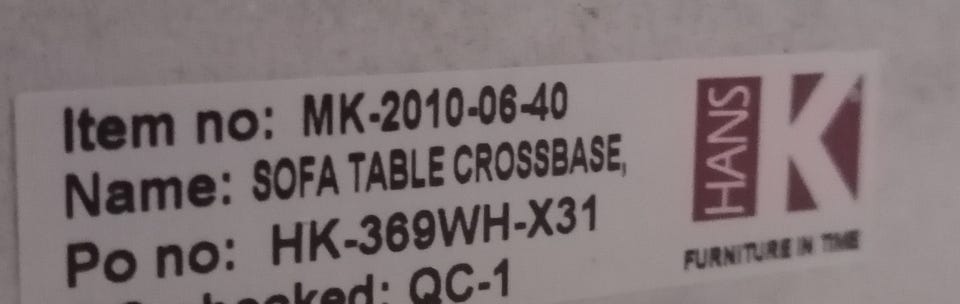 Item no: MK-2010-06-40
Name: SOFA TABLE CROSSBASE,
Po no: HK-369WH-X31
QC-1
HANS K
FURNITURE IN TIME